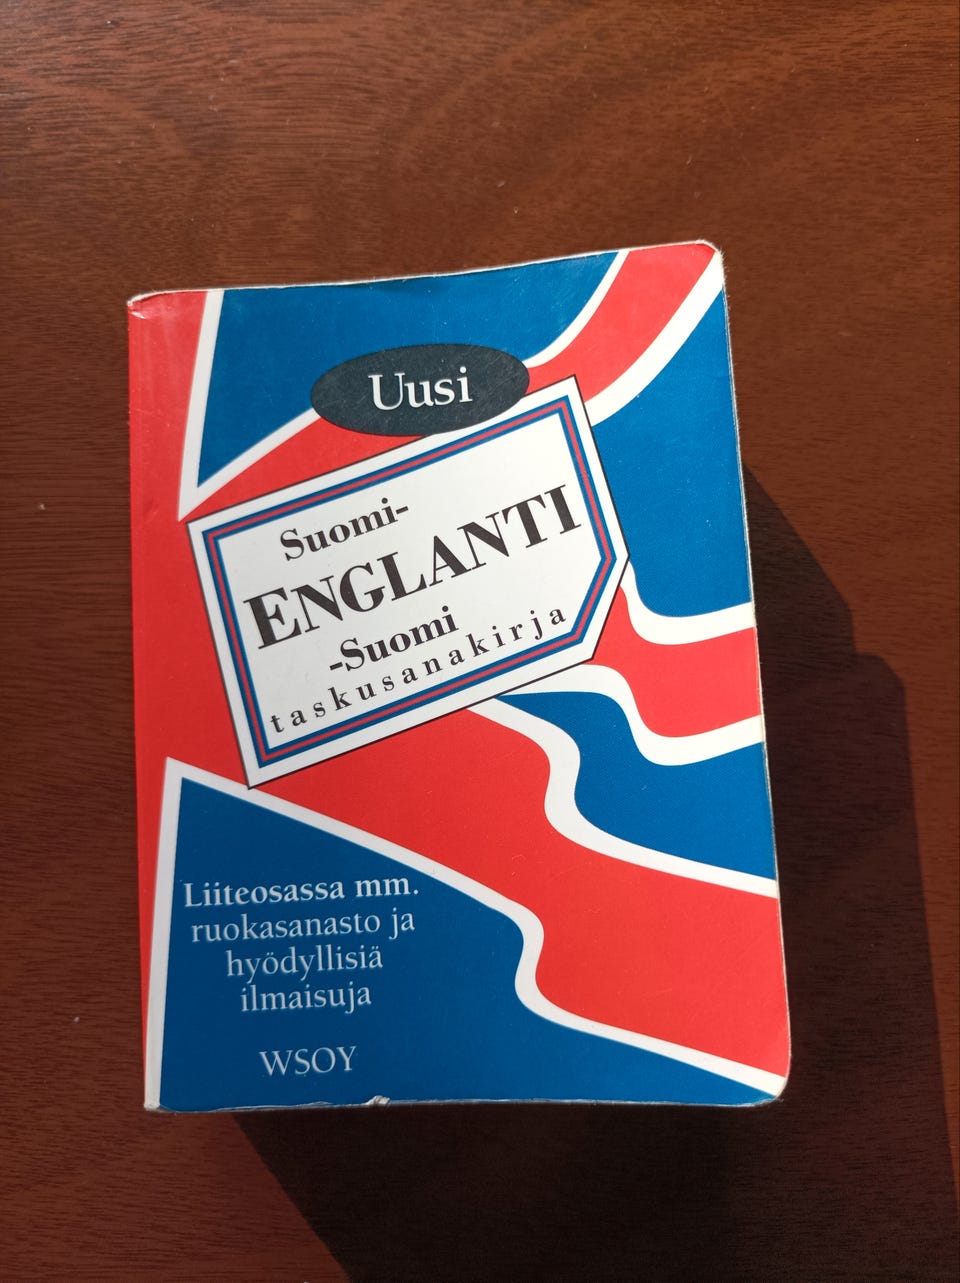 Uusi
Suomi-
ENGLANTI
-Suomi
taskusanakirja
Liiteosassa mm.
ruokasanasto ja
hyödyllisiä
ilmaisuja
WSOY